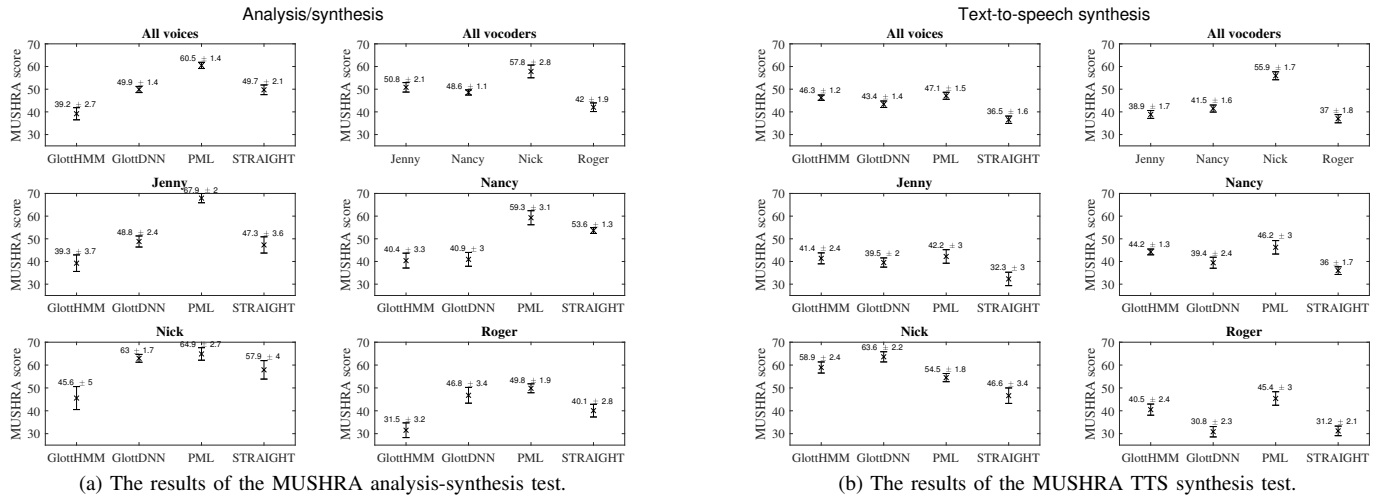 Analysis/synthesis
All voices
MUSHRA score
70
60
50
40
30
39.2 ± 2.7
49.9 ± 1.4
60.5 ± 1.4
49.7 ± 2.1
GlottHMM GlottDNN PML STRAIGHT
All vocoders
MUSHRA score
70
60
50
40
30
50.8 ± 2.1
48.6 ± 1.1
57.8 ± 2.8
42 ± 1.9
Jenny Nancy Nick Roger
Jenny
MUSHRA score
70
60
50
40
30
39.3 ± 3.7
48.8 ± 2.4
67.9 ± 2
47.3 ± 3.6
GlottHMM GlottDNN PML STRAIGHT
Nancy
MUSHRA score
70
60
50
40
30
40.4 ± 3.3
40.9 ± 3
59.3 ± 3.1
53.6 ± 1.3
GlottHMM GlottDNN PML STRAIGHT
Nick
MUSHRA score
70
60
50
40
30
45.6 ± 5
63 ± 1.7
64.9 ± 2.7
57.9 ± 4
GlottHMM GlottDNN PML STRAIGHT
Roger
MUSHRA score
70
60
50
40
30
31.5 ± 3.2
46.8 ± 3.4
49.8 ± 1.9
40.1 ± 2.8
GlottHMM GlottDNN PML STRAIGHT
(a) The results of the MUSHRA analysis-synthesis test.
Text-to-speech synthesis
All voices
MUSHRA score
70
60
50
40
30
46.3 ± 1.2
43.4 ± 1.4
47.1 ± 1.5
36.5 ± 1.6
GlottHMM GlottDNN PML STRAIGHT
All vocoders
MUSHRA score
70
60
50
40
30
38.9 ± 1.7
41.5 ± 1.6
55.9 ± 1.7
37 ± 1.8
Jenny Nancy Nick Roger
Jenny
MUSHRA score
70
60
50
40
30
41.4 ± 2.4
39.5 ± 2
42.2 ± 3
32.3 ± 3
GlottHMM GlottDNN PML STRAIGHT
Nancy
MUSHRA score
70
60
50
40
30
44.2 ± 1.3
39.4 ± 2.4
46.2 ± 3
36 ± 1.7
GlottHMM GlottDNN PML STRAIGHT
Nick
MUSHRA score
70
60
50
40
30
58.9 ± 2.4
63.6 ± 2.2
54.5 ± 1.8
46.6 ± 3.4
GlottHMM GlottDNN PML STRAIGHT
Roger
MUSHRA score
70
60
50
40
30
40.5 ± 2.4
30.8 ± 2.3
45.4 ± 3
31.2 ± 2.1
GlottHMM GlottDNN PML STRAIGHT
(b) The results of the MUSHRA TTS synthesis test.